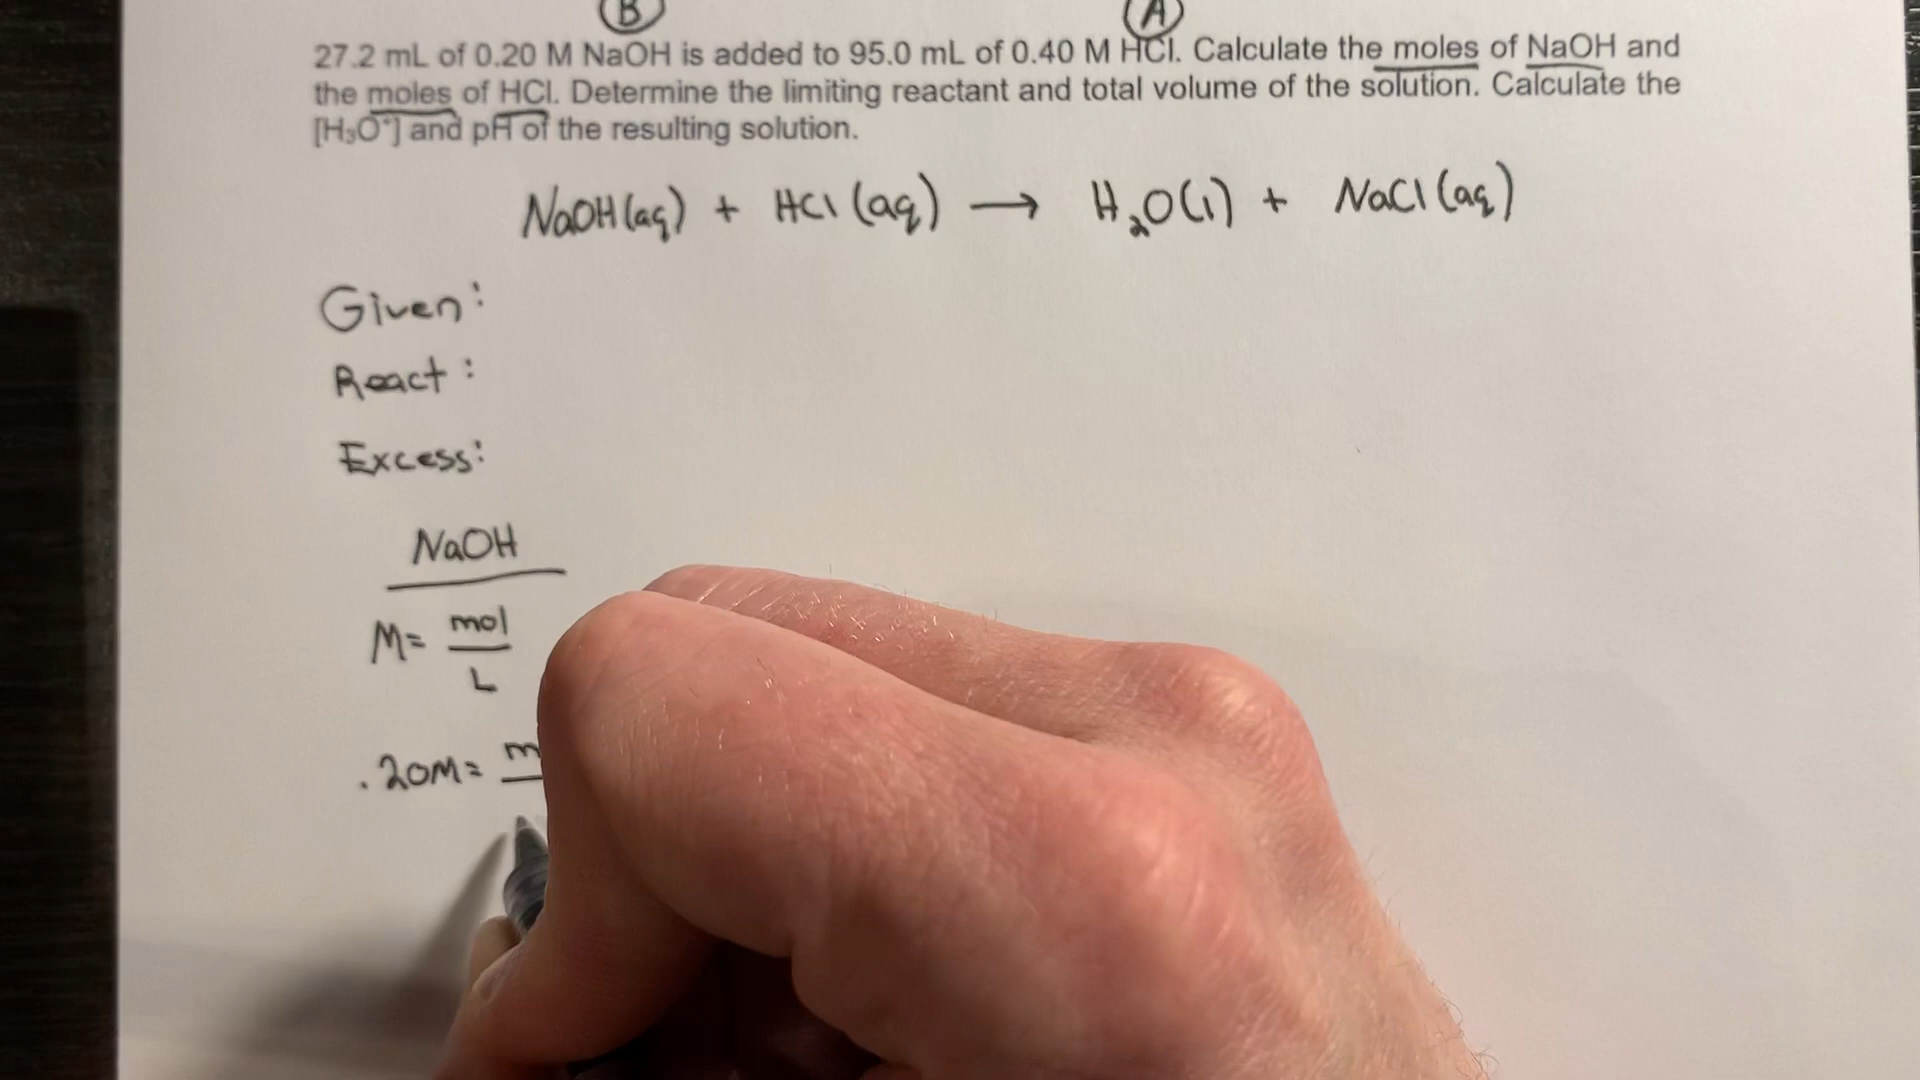 B A
27.2 mL of 0.20 M NaOH is added to 95.0 mL of 0.40 M HCl. Calculate the moles of NaOH and
the moles of HCl. Determine the limiting reactant and total volume of the solution. Calculate the
[H₃O⁺] and pH of the resulting solution.
NaOH(aq) + HCl (aq) → H₂O(l) + NaCl (aq)
Given:
React:
Excess:
NaOH
M= mol
L
.20M= m